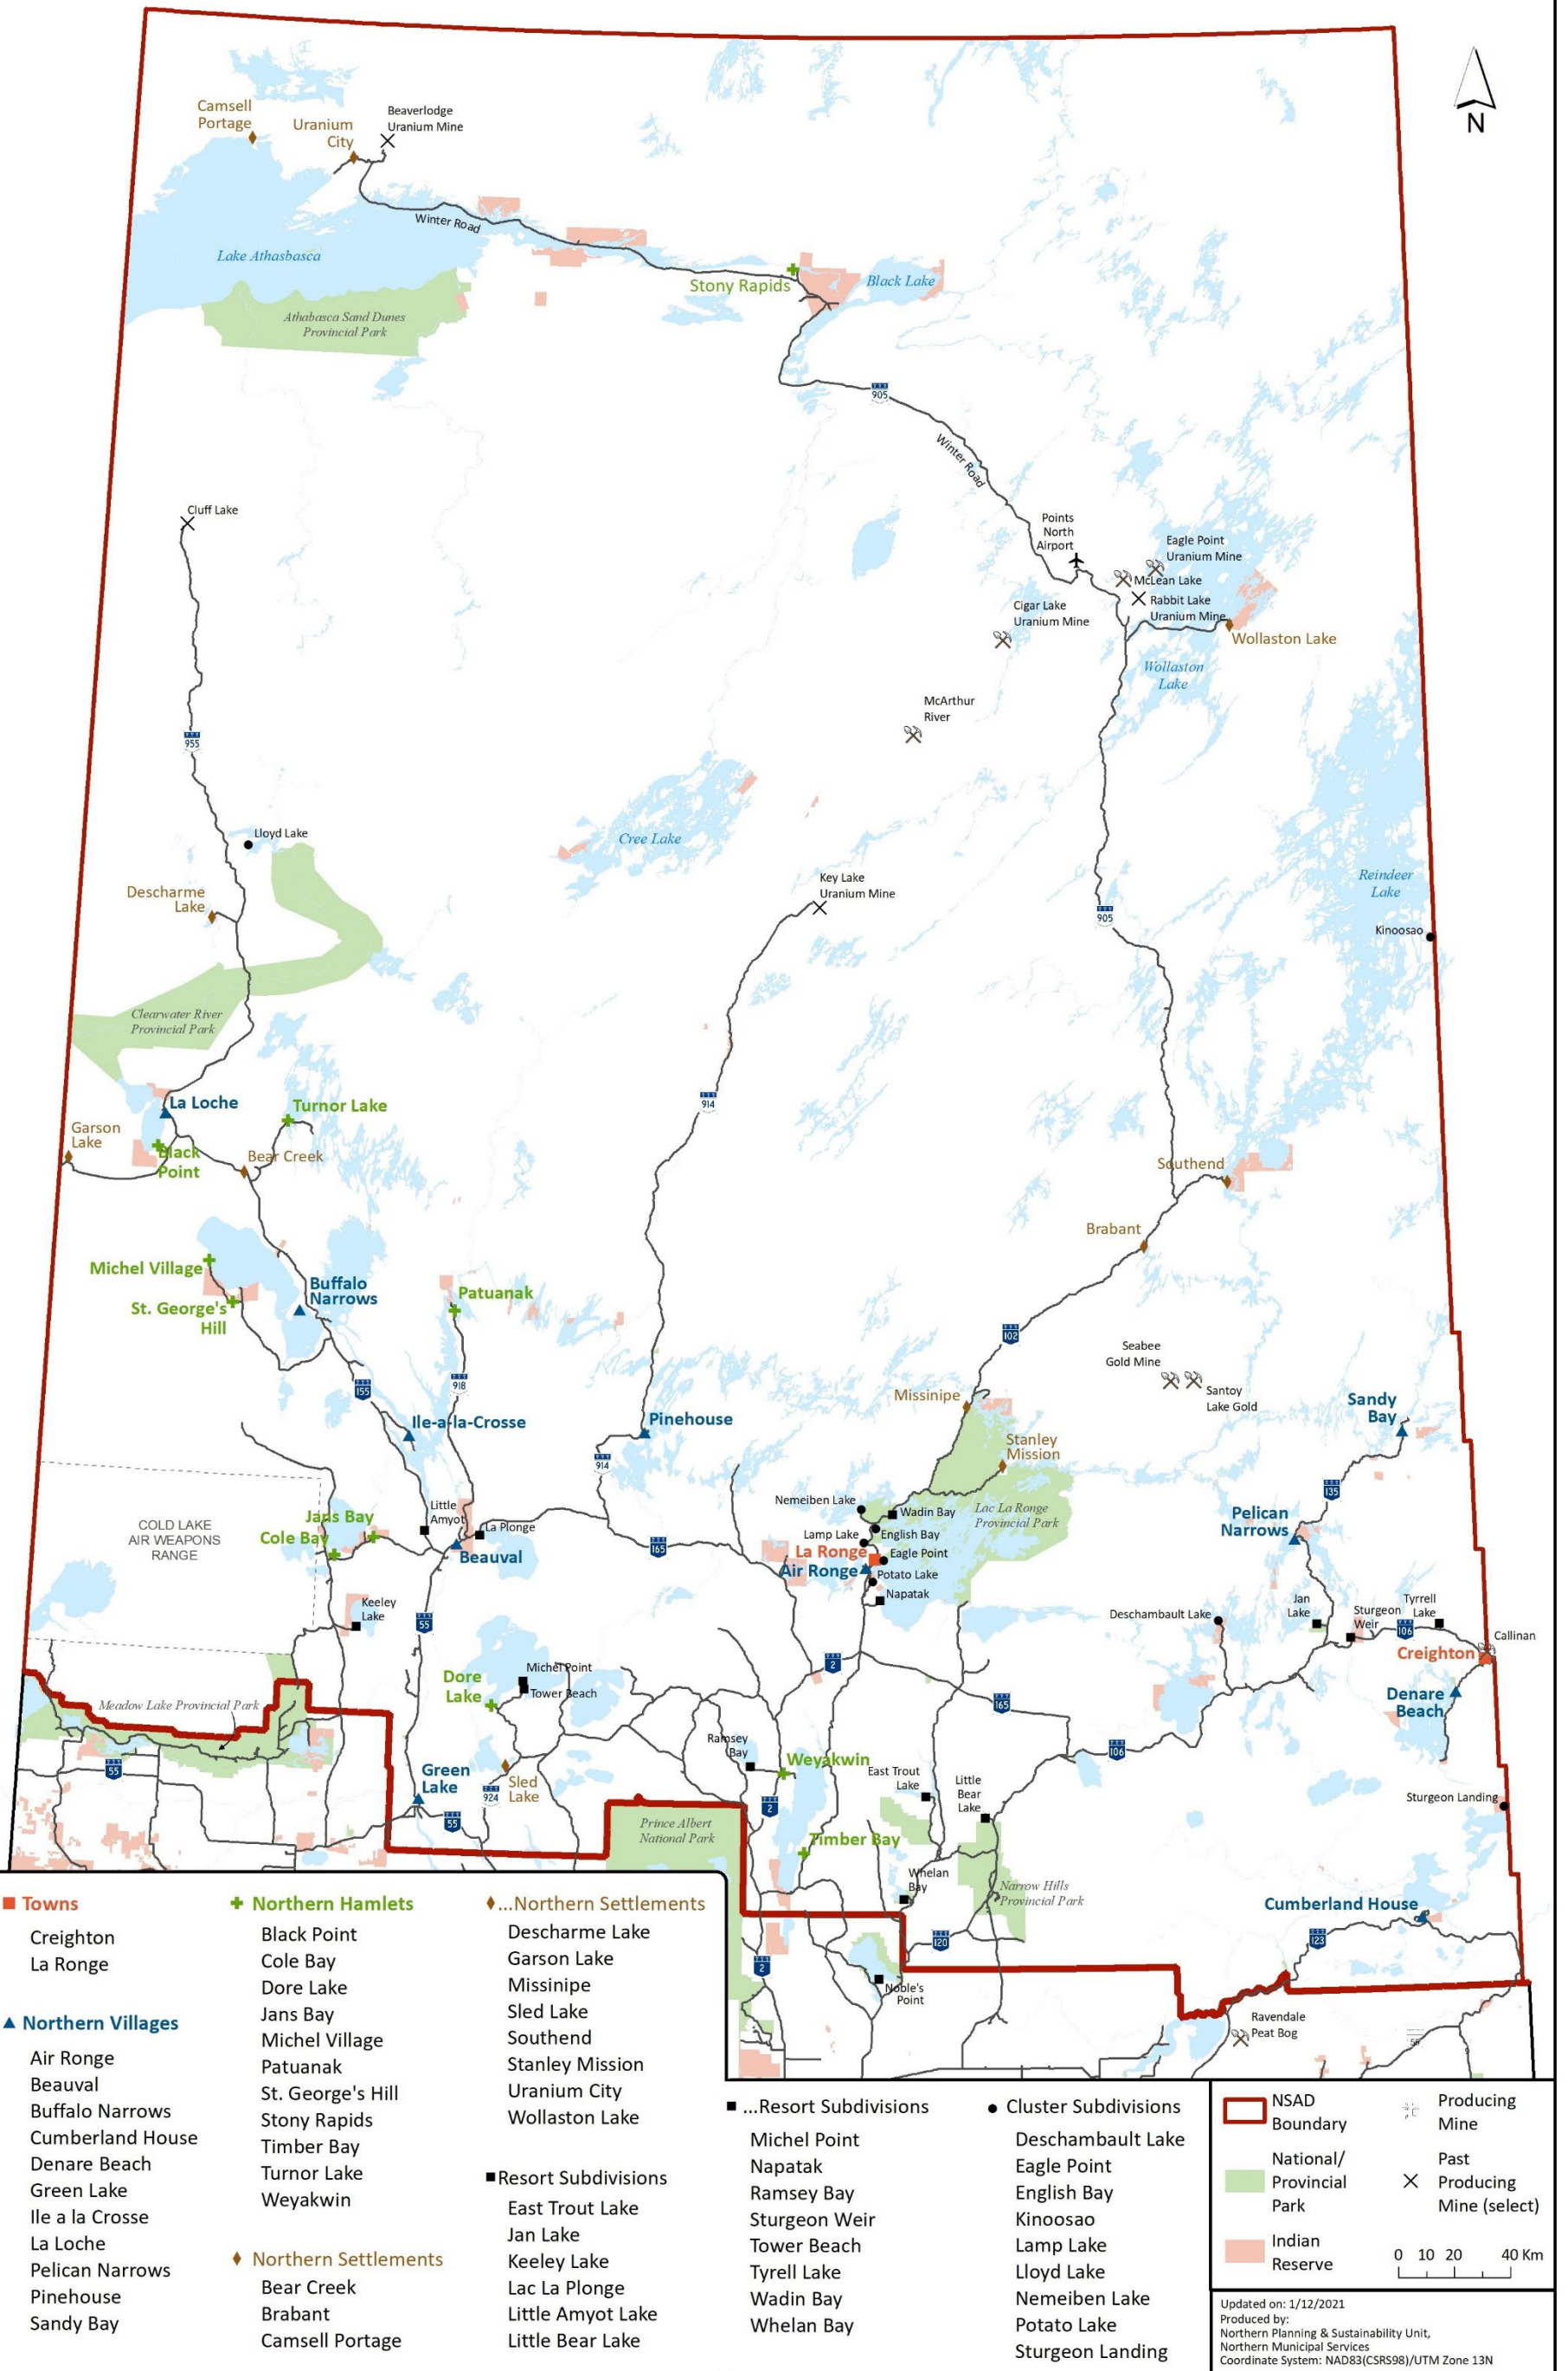 N
Camsell
Portage
Uranium
City
Beaverlodge
Uranium Mine
Winter Road
Lake Athasbasca
Athabasca Sand Dunes
Provincial Park
Stony Rapids
Black Lake
905
Winter Road
Cluff Lake
Points
North
Airport
Eagle Point
Uranium Mine
McLean Lake
Rabbit Lake
Uranium Mine
Cigar Lake
Uranium Mine
Wollaston Lake
Wollaston
Lake
McArthur
River
955
Lloyd Lake
Cree Lake
Descharme
Lake
Key Lake
Uranium Mine
Reindeer
Lake
905
Kinoosao
Clearwater River
Provincial Park
La Loche
Turnor Lake
914
Garson
Lake
Black
Point
Bear Creek
Southend
Brabant
Michel Village
Buffalo
Narrows
St. George's
Hill
Patuanak
102
Seabee
Gold Mine
Santoy
Lake Gold
155
918
Missinipe
Sandy
Bay
Ile-a-la-Crosse
Pinehouse
Stanley
Mission
914
135
COLD LAKE
AIR WEAPONS
RANGE
Jans Bay
Cole Bay
Little
Amyot
La Plonge
Beauval
165
Nemeiben Lake
Wadin Bay
Lac La Ronge
Provincial Park
Lamp Lake
English Bay
La Ronge
Eagle Point
Air Ronge
Potato Lake
Napatak
Pelican
Narrows
Keeley
Lake
55
Deschambault Lake
Jan
Lake
Sturgeon
Weir
Tyrrell
Lake
106
Callinan
Creighton
2
Michel Point
Tower Beach
Dore
Lake
Denare
Beach
165
Meadow Lake Provincial Park
55
Ramsey
Bay
Weyakwin
106
Green
Lake
Sled
Lake
924
55
2
East Trout
Lake
Little
Bear
Lake
Sturgeon Landing
Prince Albert
National Park
Timber Bay
Whelan
Bay
Narrow Hills
Provincial Park
Cumberland House
120
123
2
Noble's
Point
Ravendale
Peat Bog
55
9
Towns
Creighton
La Ronge
Northern Villages
Air Ronge
Beauval
Buffalo Narrows
Cumberland House
Denare Beach
Green Lake
Ile a la Crosse
La Loche
Pelican Narrows
Pinehouse
Sandy Bay
Northern Hamlets
Black Point
Cole Bay
Dore Lake
Jans Bay
Michel Village
Patuanak
St. George's Hill
Stony Rapids
Timber Bay
Turnor Lake
Weyakwin
Northern Settlements
Bear Creek
Brabant
Camsell Portage
...Northern Settlements
Descharme Lake
Garson Lake
Missinipe
Sled Lake
Southend
Stanley Mission
Uranium City
Wollaston Lake
Resort Subdivisions
East Trout Lake
Jan Lake
Keeley Lake
Lac La Plonge
Little Amyot Lake
Little Bear Lake
...Resort Subdivisions
Michel Point
Napatak
Ramsey Bay
Sturgeon Weir
Tower Beach
Tyrell Lake
Wadin Bay
Whelan Bay
Cluster Subdivisions
Deschambault Lake
Eagle Point
English Bay
Kinoosao
Lamp Lake
Lloyd Lake
Nemeiben Lake
Potato Lake
Sturgeon Landing
NSAD
Boundary
National/
Provincial
Park
Indian
Reserve
Producing
Mine
Past
Producing
Mine (select)
0 10 20 40 Km
Updated on: 1/12/2021
Produced by:
Northern Planning & Sustainability Unit,
Northern Municipal Services
Coordinate System: NAD83(CSRS98)/UTM Zone 13N